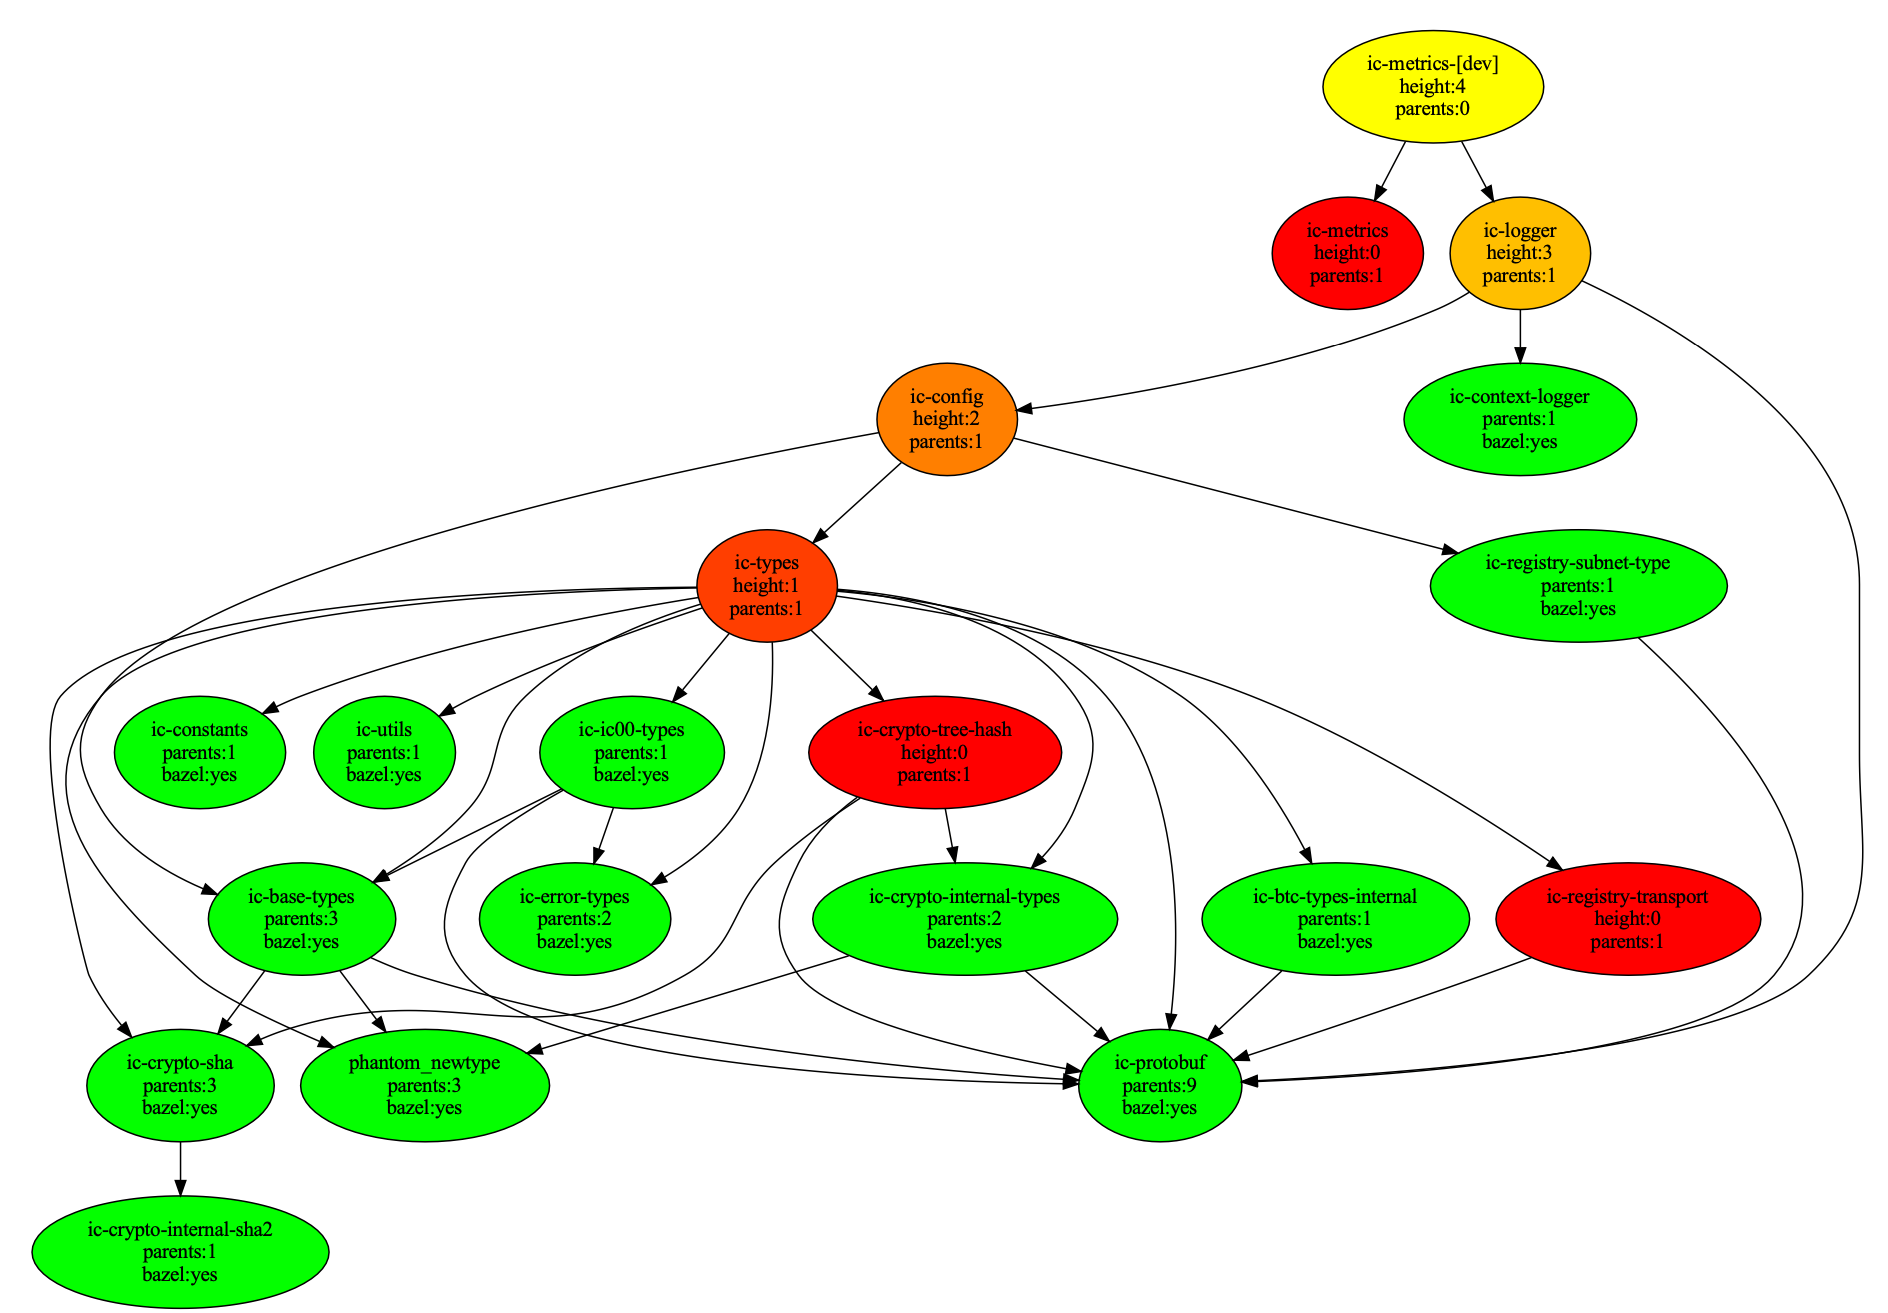 ic-metrics-[dev]
height:4
parents:0
ic-metrics
height:0
parents:1
ic-logger
height:3
parents:1
ic-config
height:2
parents:1
ic-context-logger
parents:1
bazel:yes
ic-types
height:1
parents:1
ic-registry-subnet-type
parents:1
bazel:yes
ic-constants
parents:1
bazel:yes
ic-utils
parents:1
bazel:yes
ic-ic00-types
parents:1
bazel:yes
ic-crypto-tree-hash
height:0
parents:1
ic-base-types
parents:3
bazel:yes
ic-error-types
parents:2
bazel:yes
ic-crypto-internal-types
parents:2
bazel:yes
ic-btc-types-internal
parents:1
bazel:yes
ic-registry-transport
height:0
parents:1
ic-crypto-sha
parents:3
bazel:yes
phantom_newtype
parents:3
bazel:yes
ic-protobuf
parents:9
bazel:yes
ic-crypto-internal-sha2
parents:1
bazel:yes